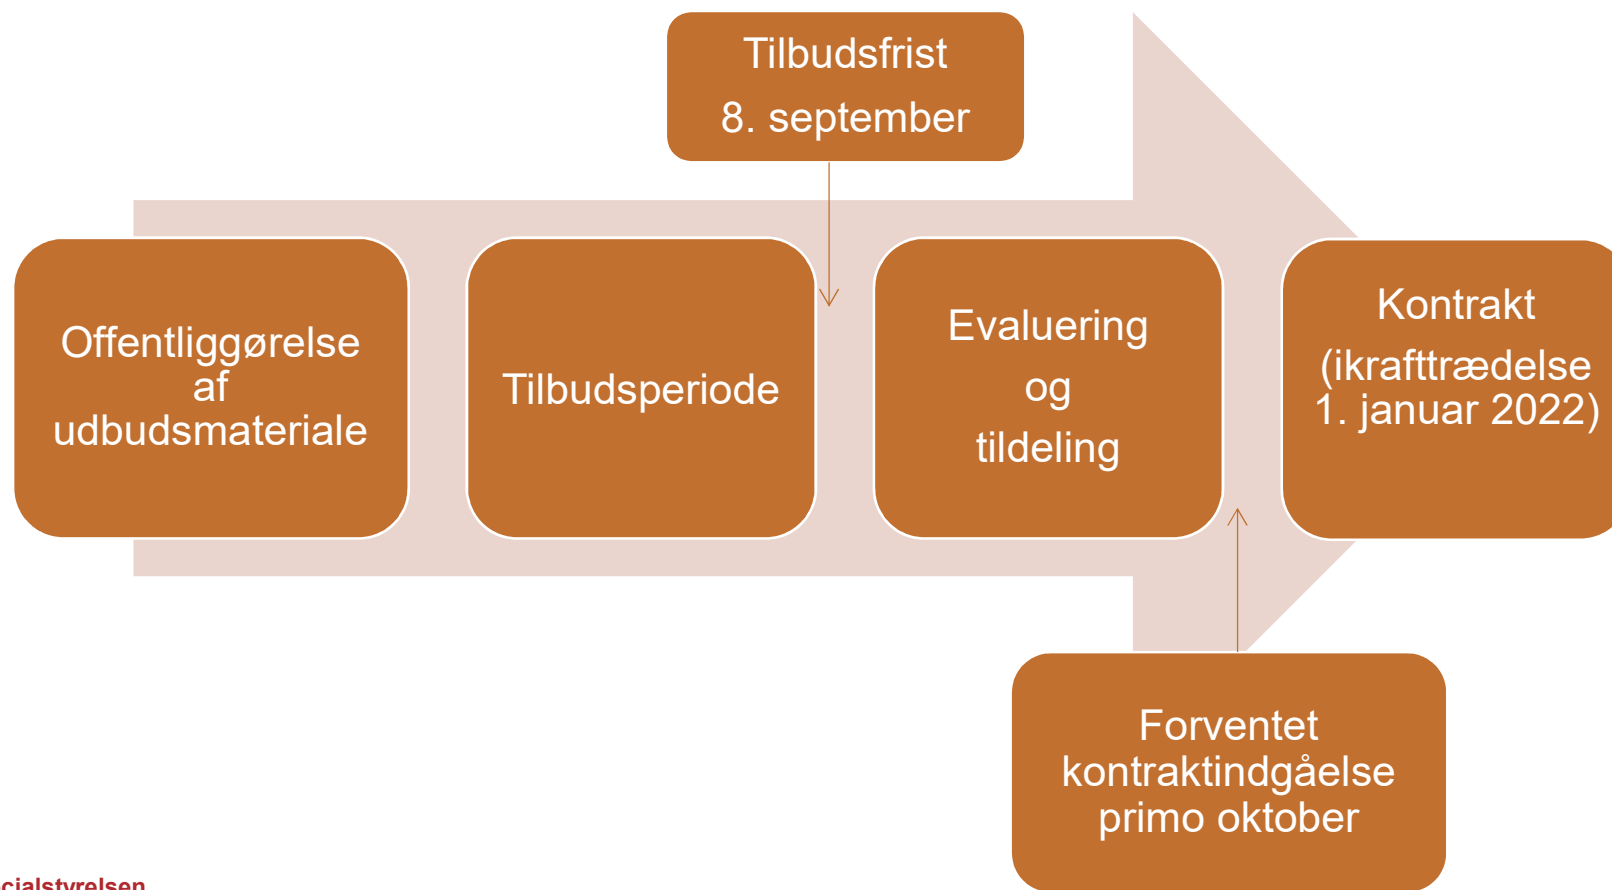 Tilbudsfrist
8. september
Offentliggørelse
af
udbudsmateriale
Tilbudsperiode
Evaluering
og
tildeling
Kontrakt
(ikrafttrædelse
1. januar 2022)
Forventet
kontraktindgåelse
primo oktober
cialstyrelsen